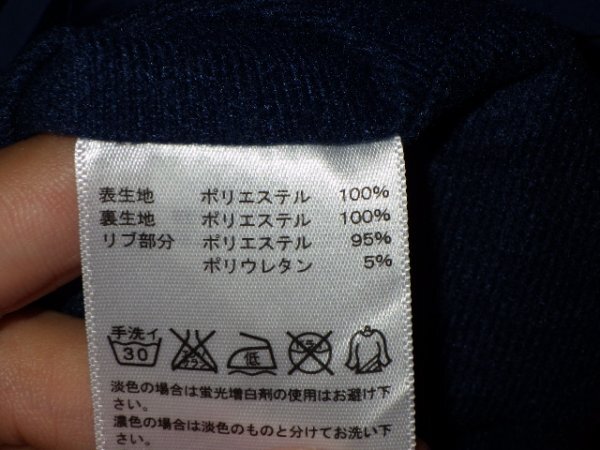 表生地 ポリエステル 100%
裏生地 ポリエステル 100%
リブ部分 ポリエステル 95%
ポリウレタン 5%
手洗イ
30 低
淡色の場合は蛍光増白剤の使用はお避け下
さい。
濃色の場合は淡色のものと分けてお洗い下
さい。